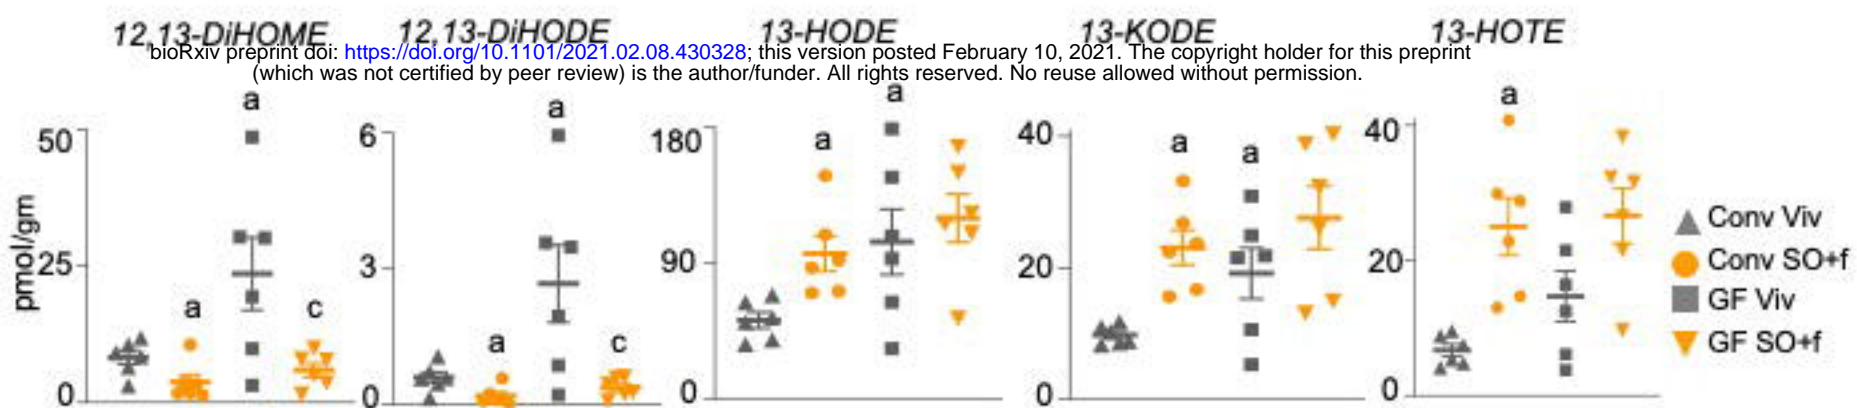 12,13-DiHOME 12,13-DiHODE 13-HODE 13-KODE 13-HOTE
bioRxiv preprint doi: https://doi.org/10.1101/2021.02.08.430328; this version posted February 10, 2021. The copyright holder for this preprint
(which was not certified by peer review) is the author/funder. All rights reserved. No reuse allowed without permission.
pmol/gm
50
25
0
a
a
c
6
3
0
a
a
c
180
90
0
a
a
40
20
0
a
a
40
20
0
a
Conv Viv
Conv SO+f
GF Viv
GF SO+f